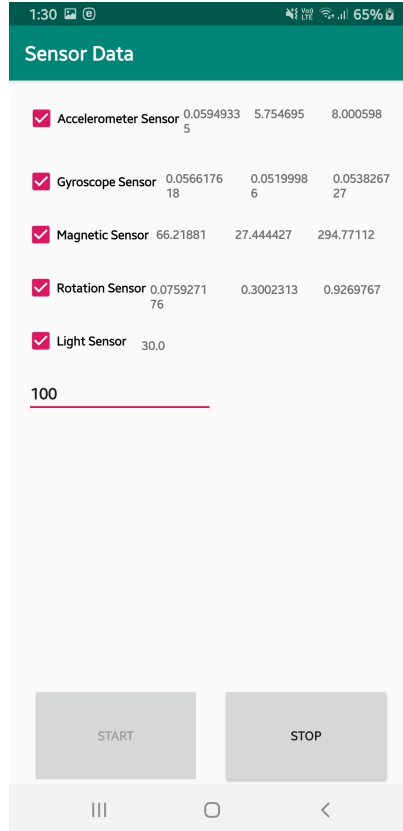 1:30 65%
Sensor Data
Accelerometer Sensor 0.0594933 5.754695 8.000598
5
Gyroscope Sensor 0.0566176 0.0519998 0.0538267
18 6 27
Magnetic Sensor 66.21881 27.444427 294.77112
Rotation Sensor 0.0759271 0.3002313 0.9269767
76
Light Sensor 30.0
100
START STOP